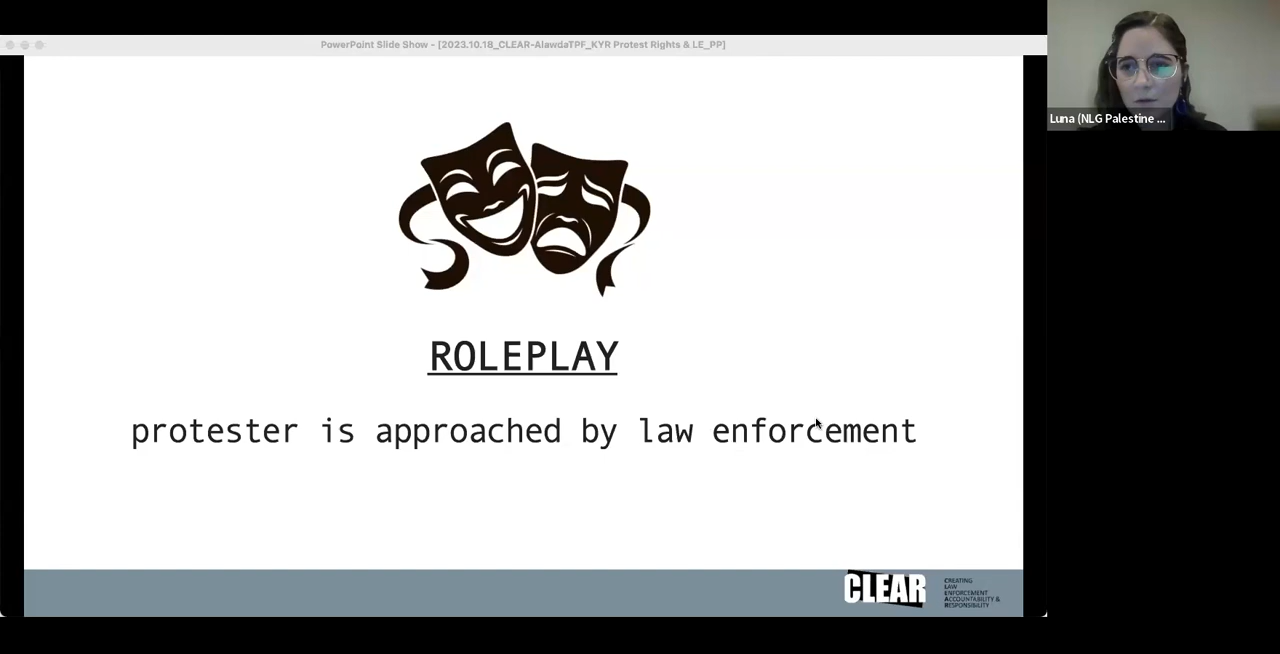 PowerPoint Slide Show - [2023.10.18_CLEAR-AlawdaTPF_KYR Protest Rights & LE_PP]
Luna (NLG Palestine ...
ROLEPLAY
protester is approached by law enforcement
CLEAR
CREATING
LAW
ENFORCEMENT
ACCOUNTABILITY &
RESPONSIBILITY